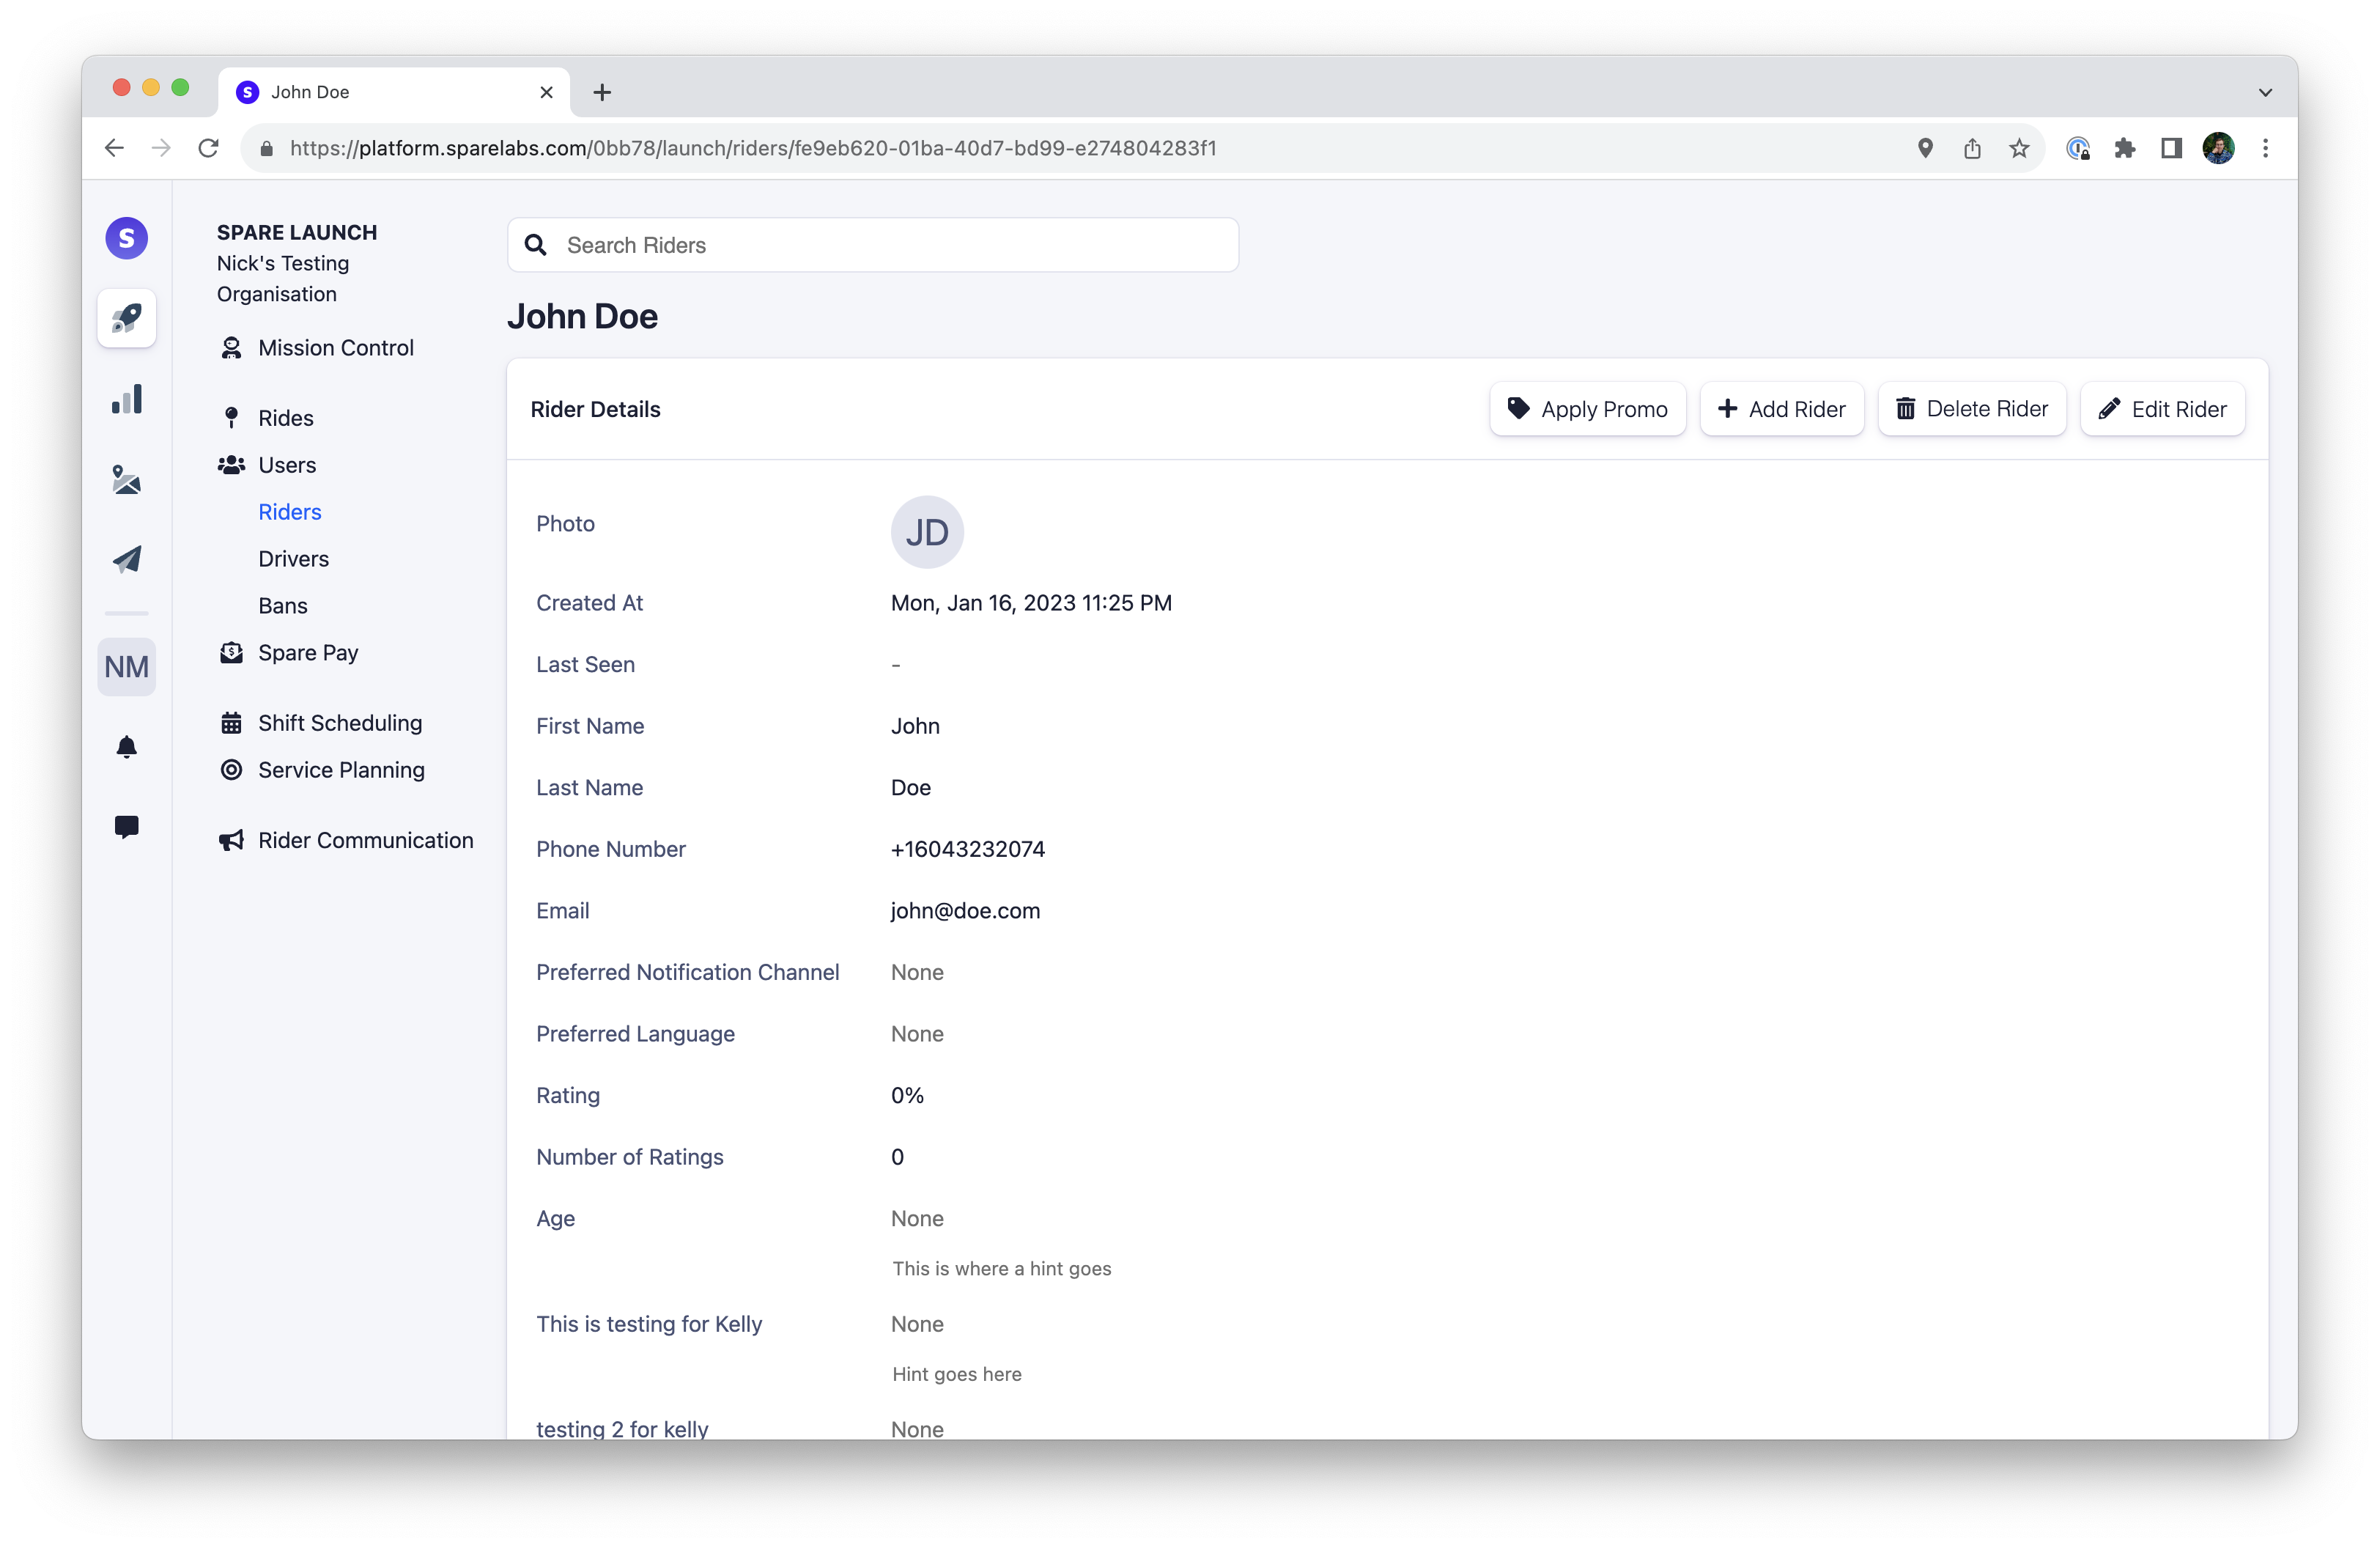 John Doe
https://platform.sparelabs.com/0bb78/launch/riders/fe9eb620-01ba-40d7-bd99-e274804283f1
S
SPARE LAUNCH
Nick's Testing
Organisation
Mission Control
Rides
Users
Riders
Drivers
Bans
Spare Pay
NM
Shift Scheduling
Service Planning
Rider Communication
Search Riders
John Doe
Rider Details
Apply Promo
Add Rider
Delete Rider
Edit Rider
Photo JD
Created At Mon, Jan 16, 2023 11:25 PM
Last Seen -
First Name John
Last Name Doe
Phone Number +16043232074
Email john@doe.com
Preferred Notification Channel None
Preferred Language None
Rating 0%
Number of Ratings 0
Age None
This is where a hint goes
This is testing for Kelly None
Hint goes here
testing 2 for kelly None